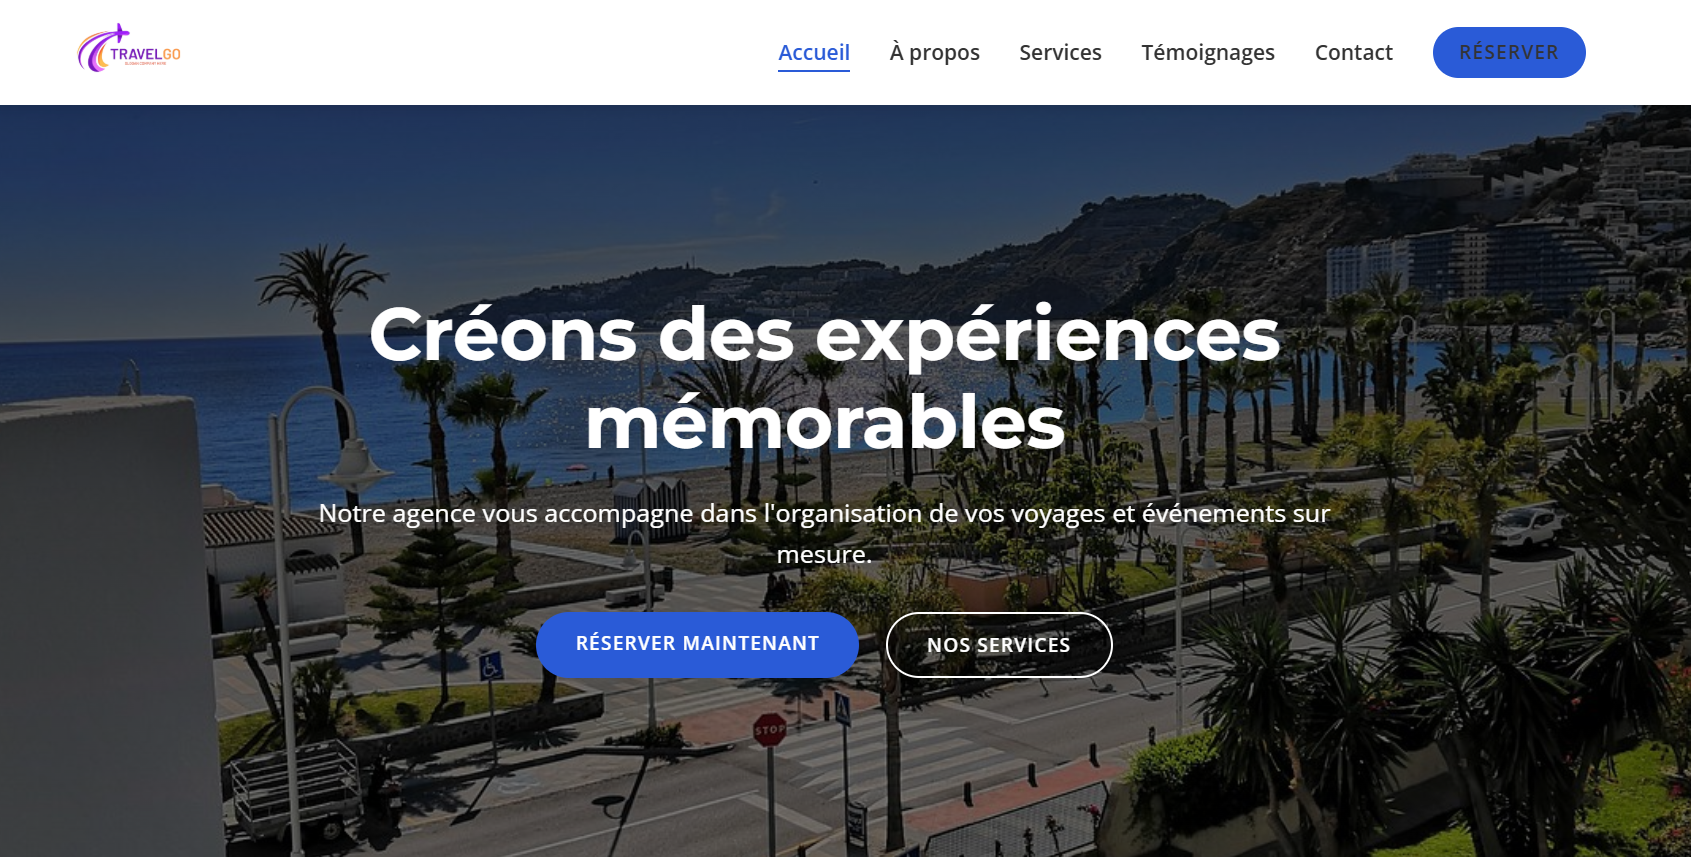 TRAVELGO
Accueil
À propos
Services
Témoignages
Contact
RÉSERVER
Créons des expériences
mémorables
Notre agence vous accompagne dans l'organisation de vos voyages et événements sur
mesure.
RÉSERVER MAINTENANT
NOS SERVICES
STOP